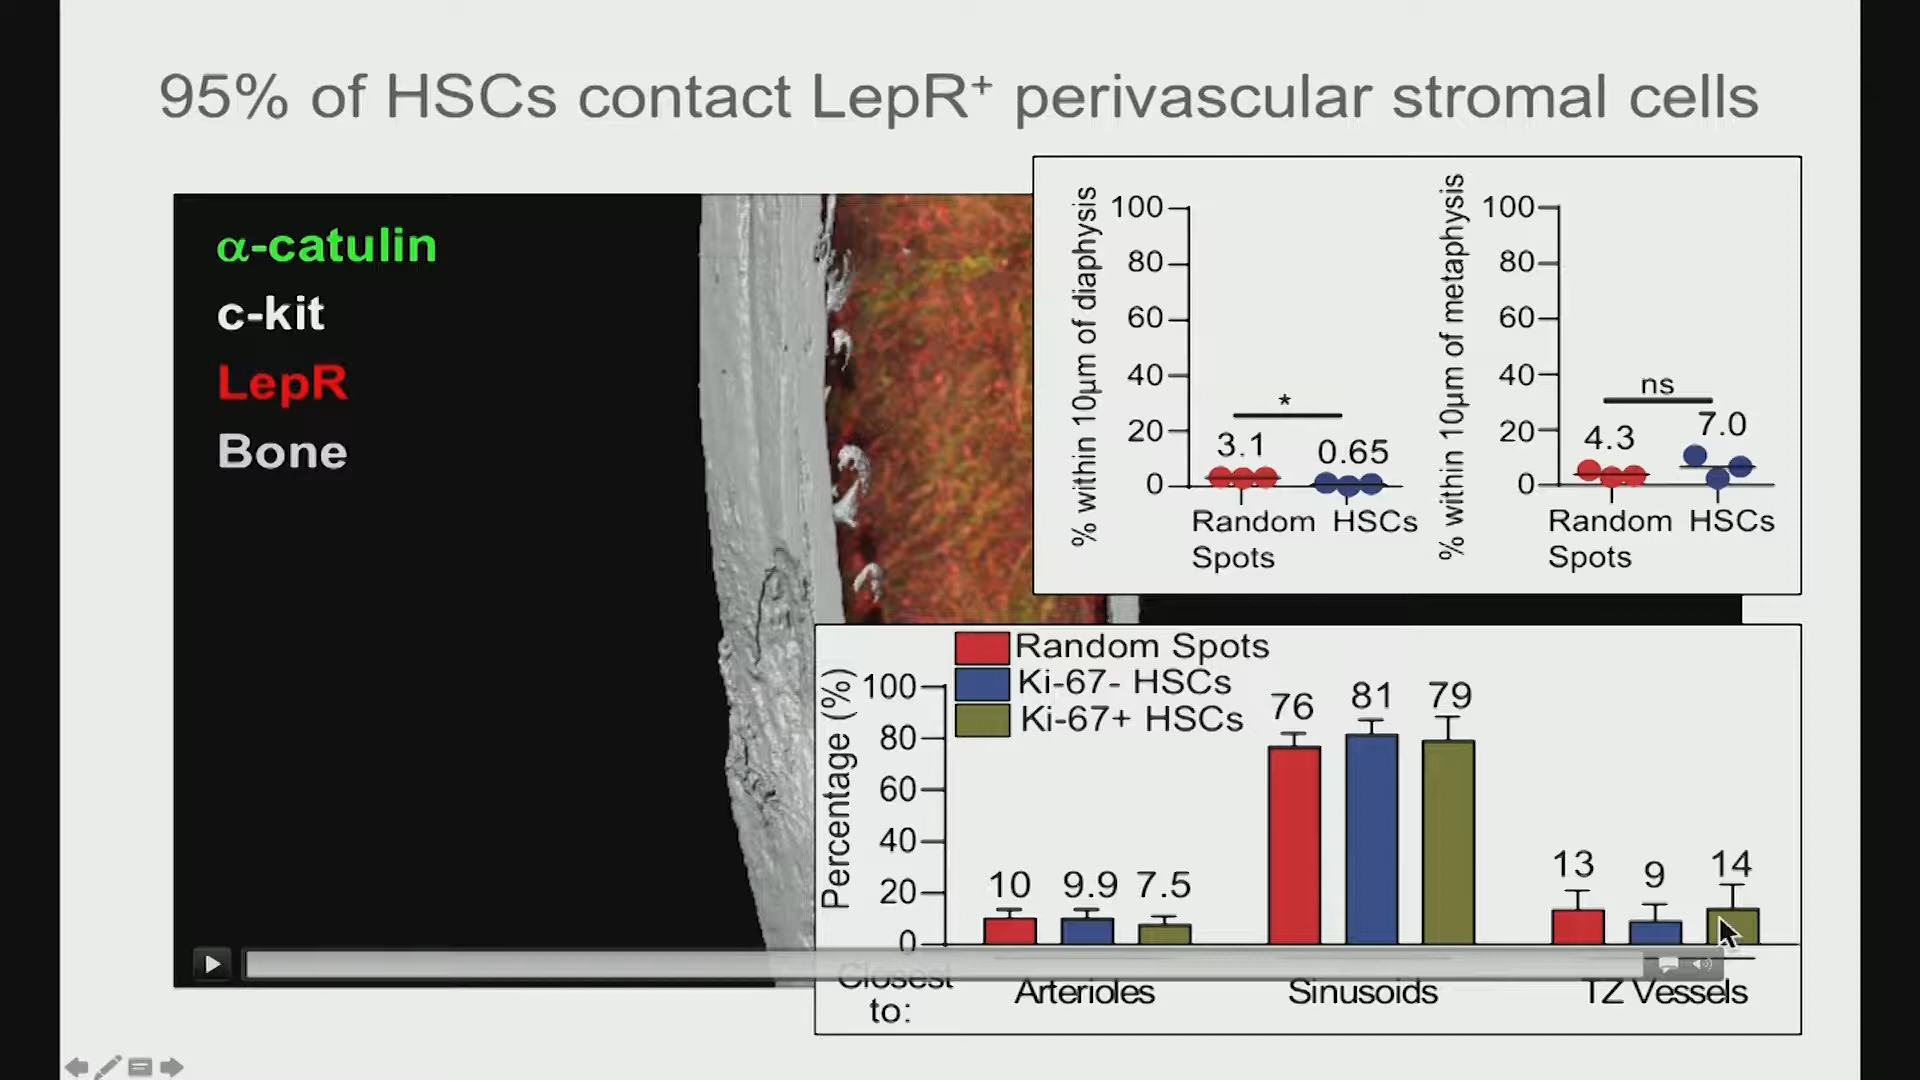 95% of HSCs contact LepR⁺ perivascular stromal cells
α-catulin
c-kit
LepR
Bone
% within 10µm of diaphysis
100
80
60
40
20
0
*
3.1
0.65
Random Spots
HSCs
% within 10µm of metaphysis
100
80
60
40
20
0
ns
4.3
7.0
Random Spots
HSCs
Random Spots
Ki-67- HSCs
Ki-67+ HSCs
Percentage (%)
100
80
60
40
20
0
10
9.9
7.5
76
81
79
13
9
14
Closest to:
Arterioles
Sinusoids
TZ Vessels